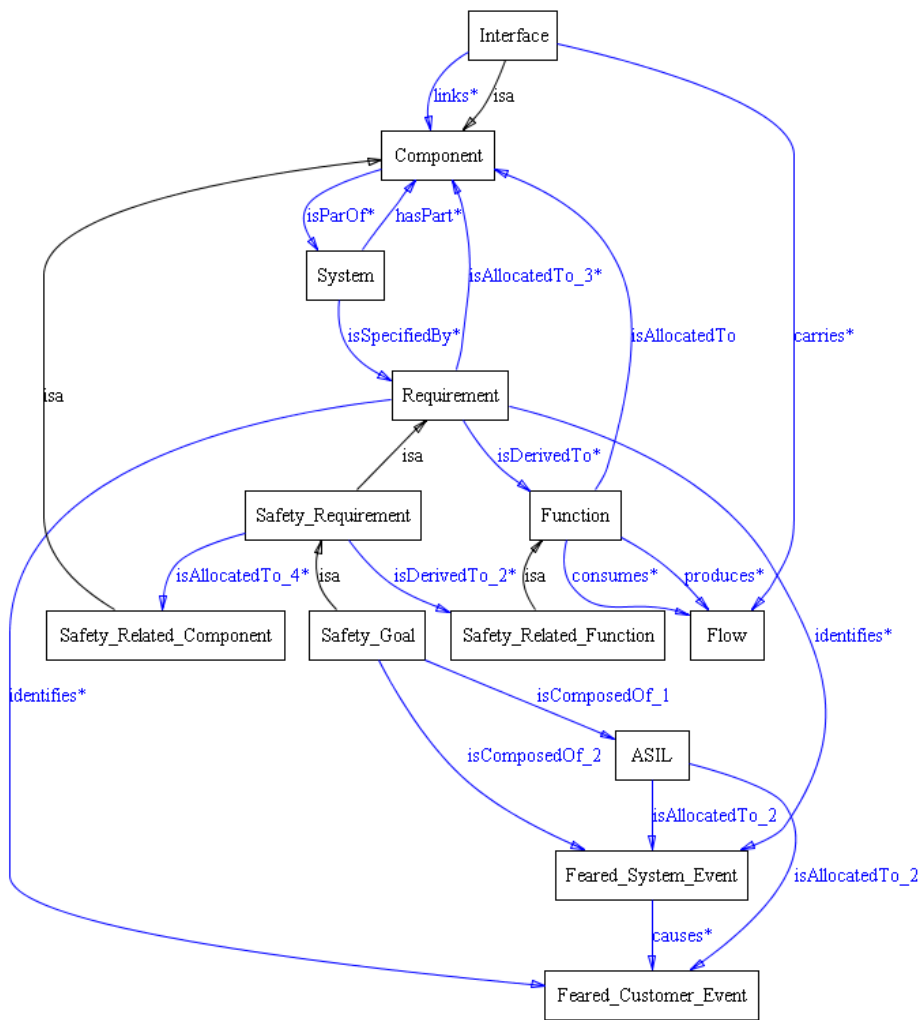 Interface
links*
isa
Component
isParOf*
hasPart*
System
isAllocatedTo_3*
isAllocatedTo
carries*
isSpecifiedBy*
isa
Requirement
isa
isDerivedTo*
Safety_Requirement
Function
isAllocatedTo_4*
isa
isDerivedTo_2*
isa
consumes*
produces*
Safety_Related_Component
Safety_Goal
Safety_Related_Function
Flow
identifies*
identifies*
isComposedOf_1
isComposedOf_2
ASIL
isAllocatedTo_2
Feared_System_Event
isAllocatedTo_2
causes*
Feared_Customer_Event